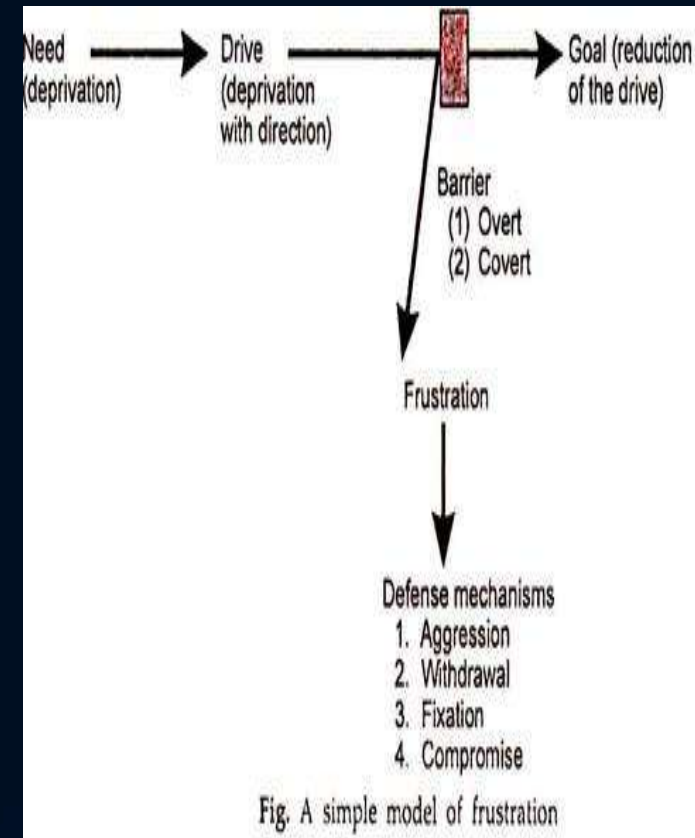 Need
(deprivation)
Drive
(deprivation
with direction)
Goal (reduction
of the drive)
Barrier
(1) Overt
(2) Covert
Frustration
Defense mechanisms
1. Aggression
2. Withdrawal
3. Fixation
4. Compromise
Fig. A simple model of frustration